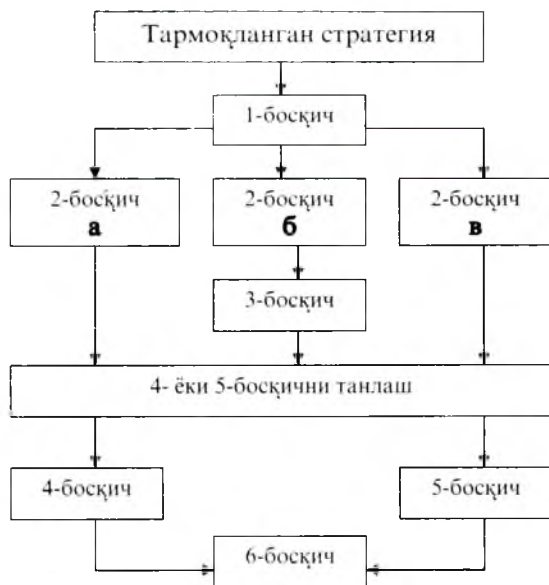 Тармоқланган стратегия
1-босқич
2-босқич
а
2-босқич
б
2-босқич
в
3-босқич
4- ёки 5-босқични танлаш
4-босқич
5-босқич
6-босқич